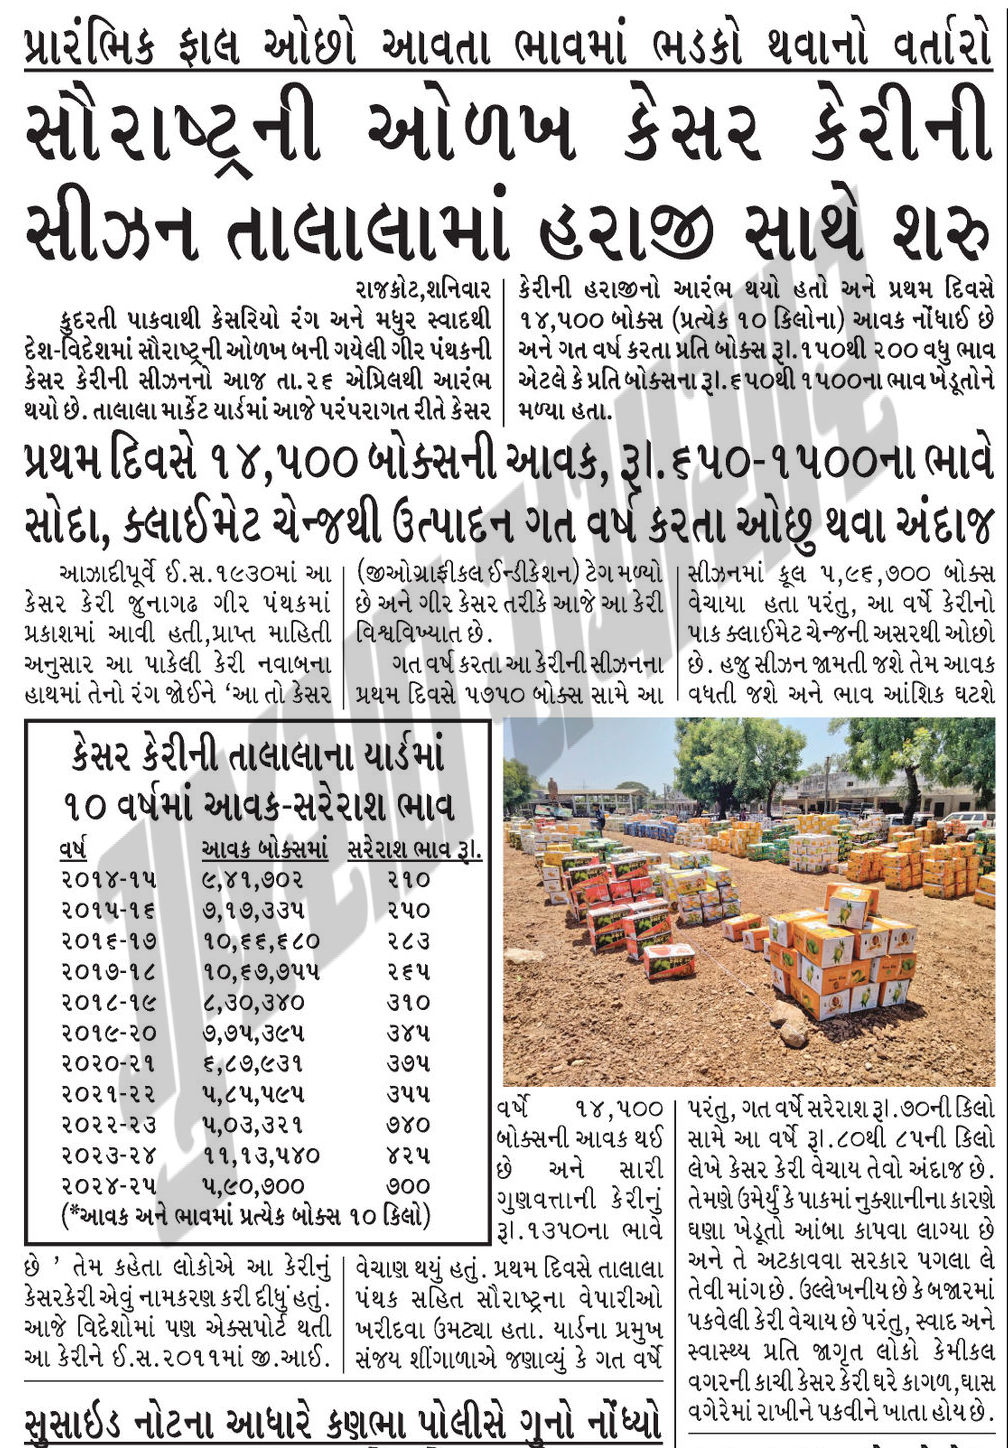 પ્રારંભિક ફાલ ઓછો આવતા ભાવમાં ભડકો થવાનો વર્તારો
સૌરાષ્ટ્રની ઓળખ કેસર કેરીની
સીઝન તાલાલામાં હરાજી સાથે શરુ
રાજકોટ,શનિવાર
કુદરતી પાકવાથી કેસરિયો રંગ અને મધુર સ્વાદથી
દેશ-વિદેશમાં સૌરાષ્ટ્રની ઓળખ બની ગયેલી ગીર પંથકની
કેસર કેરીની સીઝનનો આજ તા.૨૬ એપ્રિલથી આરંભ
થયો છે. તાલાલા માર્કેટ યાર્ડમાં આજે પરંપરાગત રીતે કેસર
કેરીની હરાજીનો આરંભ થયો હતો અને પ્રથમ દિવસે
૧૪,૫૦૦ બોક્સ (પ્રત્યેક ૧૦ કિલોના) આવક નોંધાઈ છે
અને ગત વર્ષ કરતા પ્રતિ બોક્સ રૂા.૧૫૦થી ૨૦૦ વધુ ભાવ
એટલે કે પ્રતિ બોક્સના રૂા.૬૫૦થી ૧૫૦૦ના ભાવ ખેડૂતોને
મળ્યા હતા.
પ્રથમ દિવસે ૧૪,૫૦૦ બોક્સની આવક, રૂા.૬૫૦-૧૫૦૦ના ભાવે
સોદા, ક્લાઈમેટ ચેન્જથી ઉત્પાદન ગત વર્ષ કરતા ઓછુ થવા અંદાજ
આઝાદીપૂર્વે ઈ.સ.૧૯૩૦માં આ
કેસર કેરી જુનાગઢ ગીર પંથકમાં
પ્રકાશમાં આવી હતી,પ્રાપ્ત માહિતી
અનુસાર આ પાકેલી કેરી નવાબના
હાથમાં તેનો રંગ જોઈને ‘આ તો કેસર
કેસર કેરીની તાલાલાના યાર્ડમાં
૧૦ વર્ષમાં આવક-સરેરાશ ભાવ
વર્ષ આવક બોક્સમાં સરેરાશ ભાવ રૂા.
૨૦૧૪-૧૫ ૯,૪૧,૭૦૨ ૨૧૦
૨૦૧૫-૧૬ ૭,૧૭,૩૩૫ ૨૫૦
૨૦૧૬-૧૭ ૧૦,૬૬,૬૮૦ ૨૮૩
૨૦૧૭-૧૮ ૧૦,૬૭,૭૫૫ ૨૬૫
૨૦૧૮-૧૯ ૮,૩૦,૩૪૦ ૩૧૦
૨૦૧૯-૨૦ ૭,૭૫,૩૯૫ ૩૪૫
૨૦૨૦-૨૧ ૬,૮૭,૯૩૧ ૩૭૫
૨૦૨૧-૨૨ ૫,૮૫,૫૯૫ ૩૫૫
૨૦૨૨-૨૩ ૫,૦૩,૩૨૧ ૭૪૦
૨૦૨૩-૨૪ ૧૧,૧૩,૫૪૦ ૪૨૫
૨૦૨૪-૨૫ ૫,૯૦,૭૦૦ ૭૦૦
(*આવક અને ભાવમાં પ્રત્યેક બોક્સ ૧૦ કિલો)
છે ’ તેમ કહેતા લોકોએ આ કેરીનું
કેસરકેરી એવું નામકરણ કરી દીધું હતું.
આજે વિદેશોમાં પણ એક્સપોર્ટ થતી
આ કેરીને ઈ.સ.૨૦૧૧માં જી.આઈ.
(જીઓગ્રાફીકલ ઈન્ડીકેશન) ટેગ મળ્યો
છે અને ગીર કેસર તરીકે આજે આ કેરી
વિશ્વવિખ્યાત છે.
ગત વર્ષ કરતા આ કેરીની સીઝનના
પ્રથમ દિવસે ૫૭૫૦ બોક્સ સામે આ
વર્ષે ૧૪,૫૦૦
બોક્સની આવક થઈ
છે અને સારી
ગુણવત્તાની કેરીનું
રૂા.૧૩૫૦ના ભાવે
વેચાણ થયું હતું. પ્રથમ દિવસે તાલાલા
પંથક સહિત સૌરાષ્ટ્રના વેપારીઓ
ખરીદવા ઉમટ્યા હતા. યાર્ડના પ્રમુખ
સંજય શીંગાળાએ જણાવ્યું કે ગત વર્ષે
સીઝનમાં કૂલ ૫,૯૬,૭૦૦ બોક્સ
વેચાયા હતા પરંતુ, આ વર્ષે કેરીનો
પાક ક્લાઈમેટ ચેન્જની અસરથી ઓછો
છે. હજુ સીઝન જામતી જશે તેમ આવક
વધતી જશે અને ભાવ આંશિક ઘટશે
પરંતુ, ગત વર્ષે સરેરાશ રૂા.૭૦ની કિલો
સામે આ વર્ષે રૂા.૮૦થી ૮૫ની કિલો
લેખે કેસર કેરી વેચાય તેવો અંદાજ છે.
તેમણે ઉમેર્યું કે પાકમાં નુક્શાનીના કારણે
ઘણા ખેડૂતો આંબા કાપવા લાગ્યા છે
અને તે અટકાવવા સરકાર પગલા લે
તેવી માંગ છે. ઉલ્લેખનીય છે કે બજારમાં
પકવેલી કેરી વેચાય છે પરંતુ, સ્વાદ અને
સ્વાસ્થ્ય પ્રતિ જાગૃત લોકો કેમીકલ
વગરની કાચી કેસર કેરી ઘરે કાગળ,ઘાસ
વગેરેમાં રાખીને પકવીને ખાતા હોય છે.
સુસાઇડ નોટના આધારે કણભા પોલીસે ગુનો નોંધ્યો